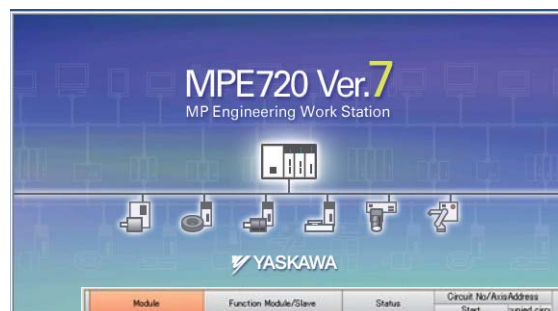 MPE720 Ver.7
MP Engineering Work Station
YASKAWA
Module Function Module/Slave Status Circuit No/AxisAddress
Start